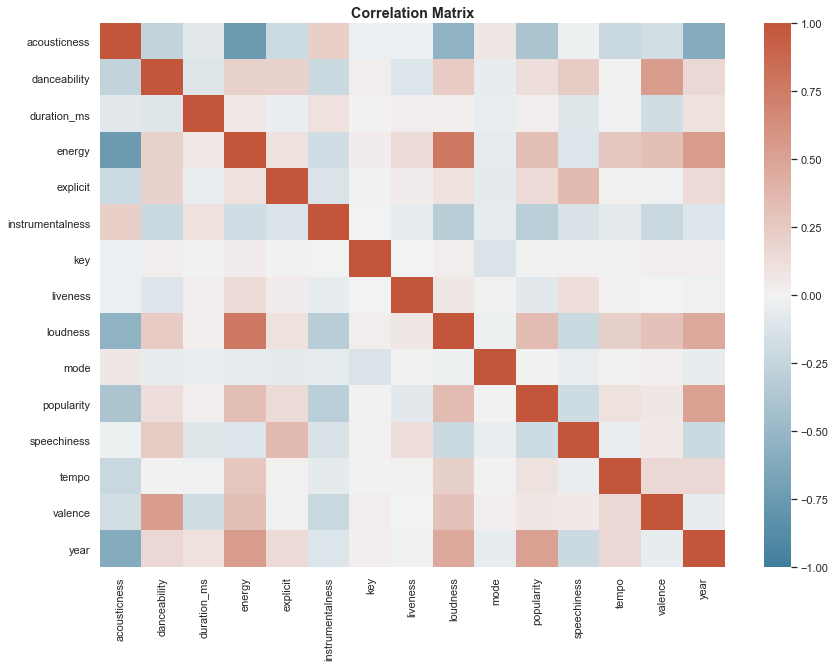 Correlation Matrix
acousticness
danceability
duration_ms
energy
explicit
instrumentalness
key
liveness
loudness
mode
popularity
speechiness
tempo
valence
year
acousticness
danceability
duration_ms
energy
explicit
instrumentalness
key
liveness
loudness
mode
popularity
speechiness
tempo
valence
year
1.00
0.75
0.50
0.25
0.00
−0.25
−0.50
−0.75
−1.00